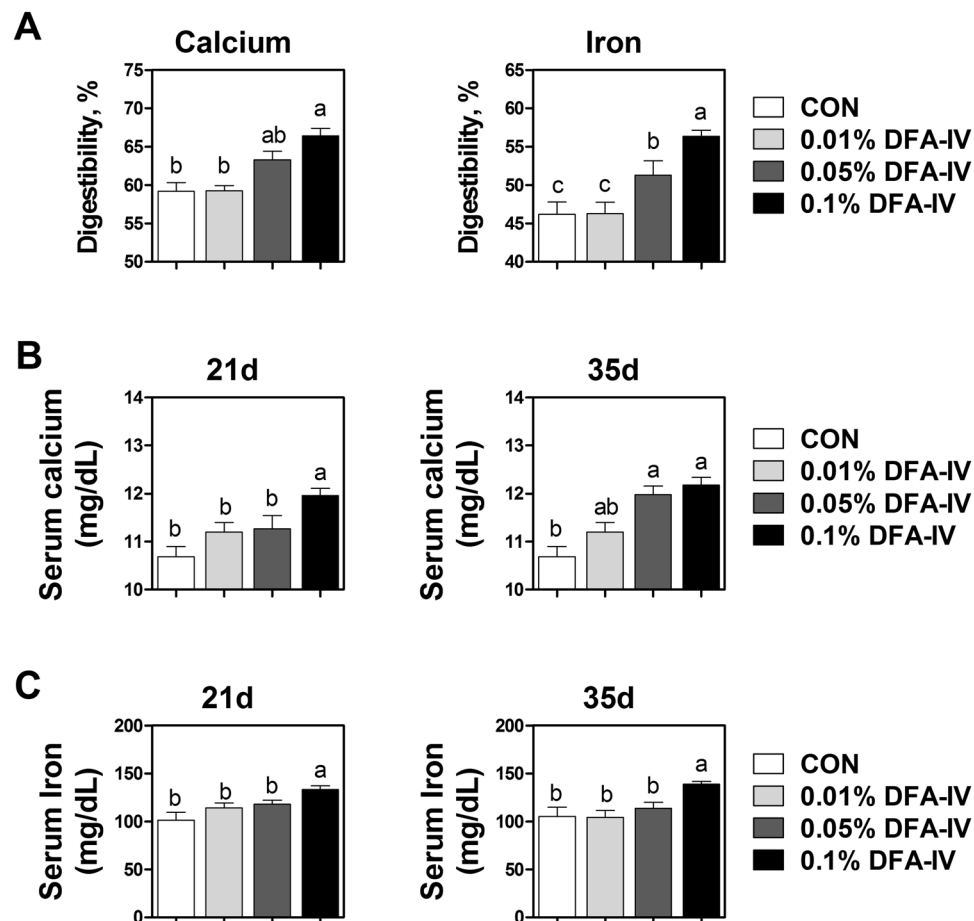 A
Calcium
Iron
Digestibility, %
75
70
65
60
55
50
b
b
ab
a
Digestibility, %
65
60
55
50
45
40
c
c
b
a
CON
0.01% DFA-IV
0.05% DFA-IV
0.1% DFA-IV
B
21d
35d
Serum calcium
(mg/dL)
14
13
12
11
10
b
b
b
a
Serum calcium
(mg/dL)
14
13
12
11
10
b
ab
a
a
CON
0.01% DFA-IV
0.05% DFA-IV
0.1% DFA-IV
C
21d
35d
Serum Iron
(mg/dL)
200
150
100
50
0
b
b
b
a
Serum Iron
(mg/dL)
200
150
100
50
0
b
b
b
a
CON
0.01% DFA-IV
0.05% DFA-IV
0.1% DFA-IV